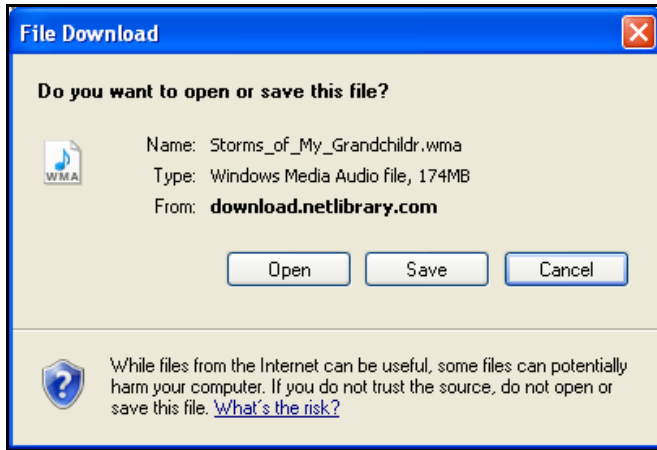 File Download
Do you want to open or save this file?
WMA
Name: Storms_of_My_Grandchildr.wma
Type: Windows Media Audio file, 174MB
From: download.netlibrary.com
Open Save Cancel
While files from the Internet can be useful, some files can potentially
harm your computer. If you do not trust the source, do not open or
save this file. What's the risk?